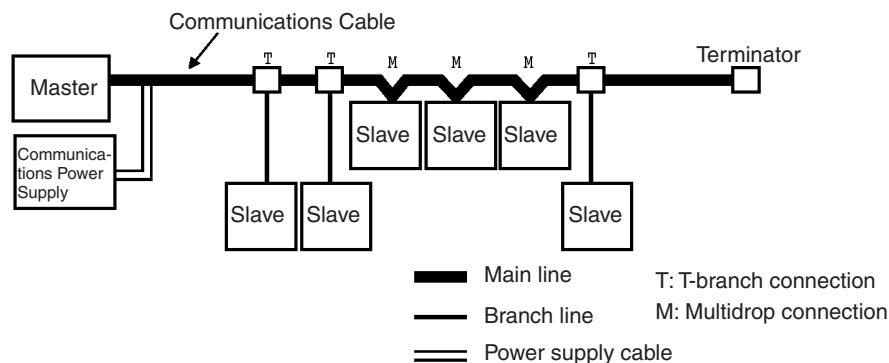 Communications Cable
T T M M M T
Terminator
Master
Slave Slave Slave
Communica-
tions Power
Supply
Slave Slave Slave
Main line
T: T-branch connection
Branch line
M: Multidrop connection
Power supply cable